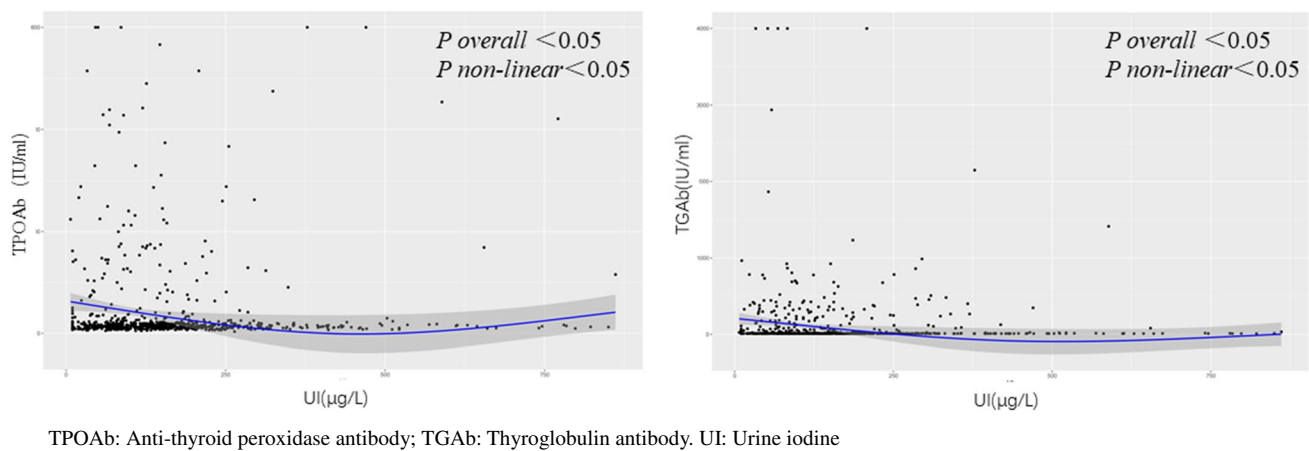 P overall <0.05
P non-linear<0.05
600
0
TPOAb (IU/ml)
0
250
500
750
UI(μg/L)
P overall <0.05
P non-linear<0.05
4000
3000
1000
0
TGAb(IU/ml)
0
250
500
750
UI(μg/L)
TPOAb: Anti-thyroid peroxidase antibody; TGAb: Thyroglobulin antibody. UI: Urine iodine